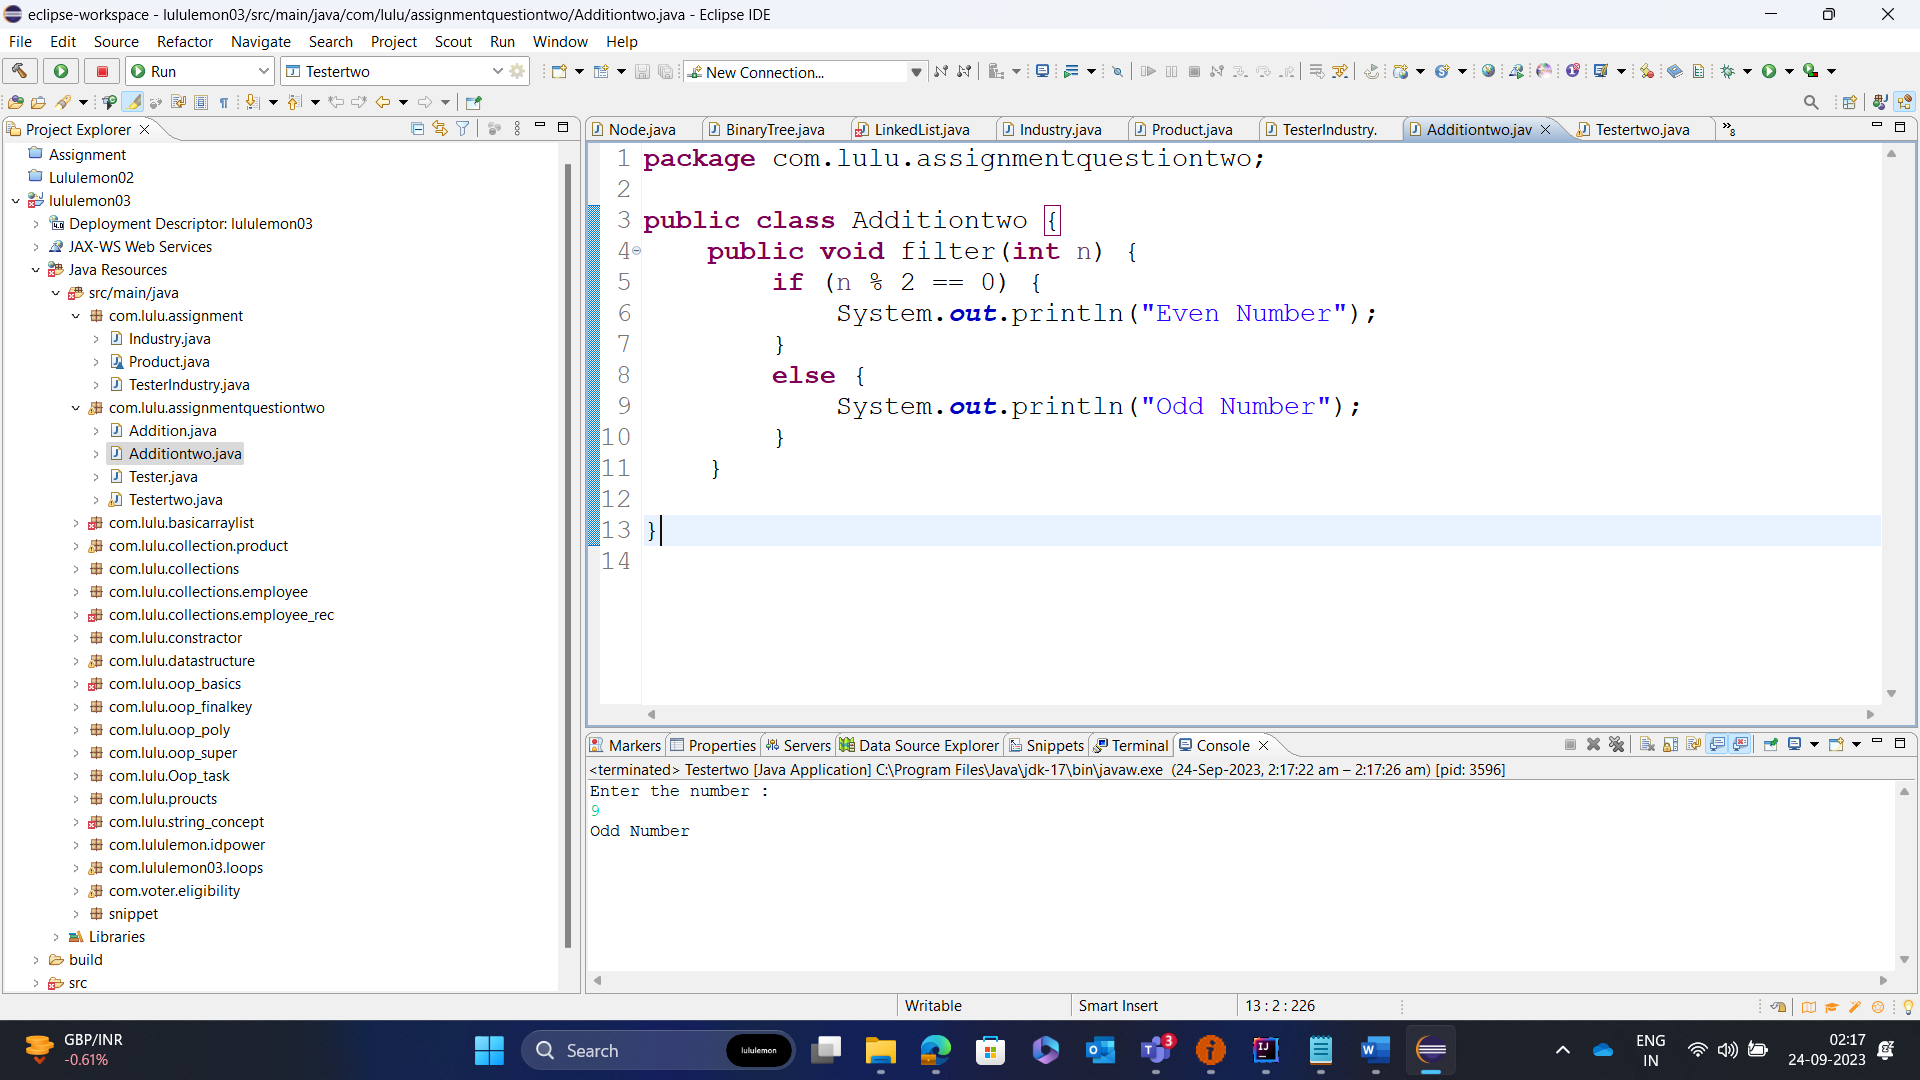 eclipse-workspace - lululemon03/src/main/java/com/lulu/assignmentquestiontwo/Additiontwo.java - Eclipse IDE
File Edit Source Refactor Navigate Search Project Scout Run Window Help
Run Testertwo New Connection...
Project Explorer
Assignment
Lululemon02
lululemon03
Deployment Descriptor: lululemon03
JAX-WS Web Services
Java Resources
src/main/java
com.lulu.assignment
Industry.java
Product.java
TesterIndustry.java
com.lulu.assignmentquestiontwo
Addition.java
Additiontwo.java
Tester.java
Testertwo.java
com.lulu.basicarraylist
com.lulu.collection.product
com.lulu.collections
com.lulu.collections.employee
com.lulu.collections.employee_rec
com.lulu.constractor
com.lulu.datastructure
com.lulu.oop_basics
com.lulu.oop_finalkey
com.lulu.oop_poly
com.lulu.oop_super
com.lulu.Oop_task
com.lulu.proucts
com.lulu.string_concept
com.lululemon.idpower
com.lululemon03.loops
com.voter.eligibility
snippet
Libraries
build
src
Node.java BinaryTree.java LinkedList.java Industry.java Product.java TesterIndustry. Additiontwo.jav Testertwo.java »8
1 package com.lulu.assignmentquestiontwo;
2
3 public class Additiontwo {
4 public void filter(int n) {
5 if (n % 2 == 0) {
6 System.out.println("Even Number");
7 }
8 else {
9 System.out.println("Odd Number");
10 }
11 }
12
13 }
14
Markers Properties Servers Data Source Explorer Snippets Terminal Console
<terminated> Testertwo [Java Application] C:\Program Files\Java\jdk-17\bin\javaw.exe (24-Sep-2023, 2:17:22 am – 2:17:26 am) [pid: 3596]
Enter the number :
9
Odd Number
Writable Smart Insert 13 : 2 : 226
GBP/INR
-0.61%
Search lululemon
3
ENG
IN
02:17
24-09-2023